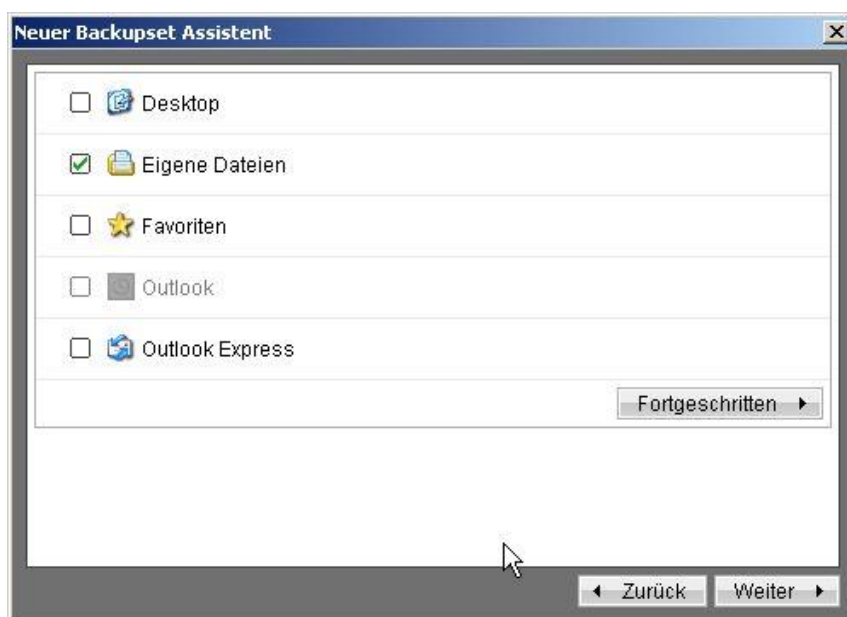 Neuer Backupset Assistent
Desktop
Eigene Dateien
Favoriten
Outlook
Outlook Express
Fortgeschritten
Zurück Weiter